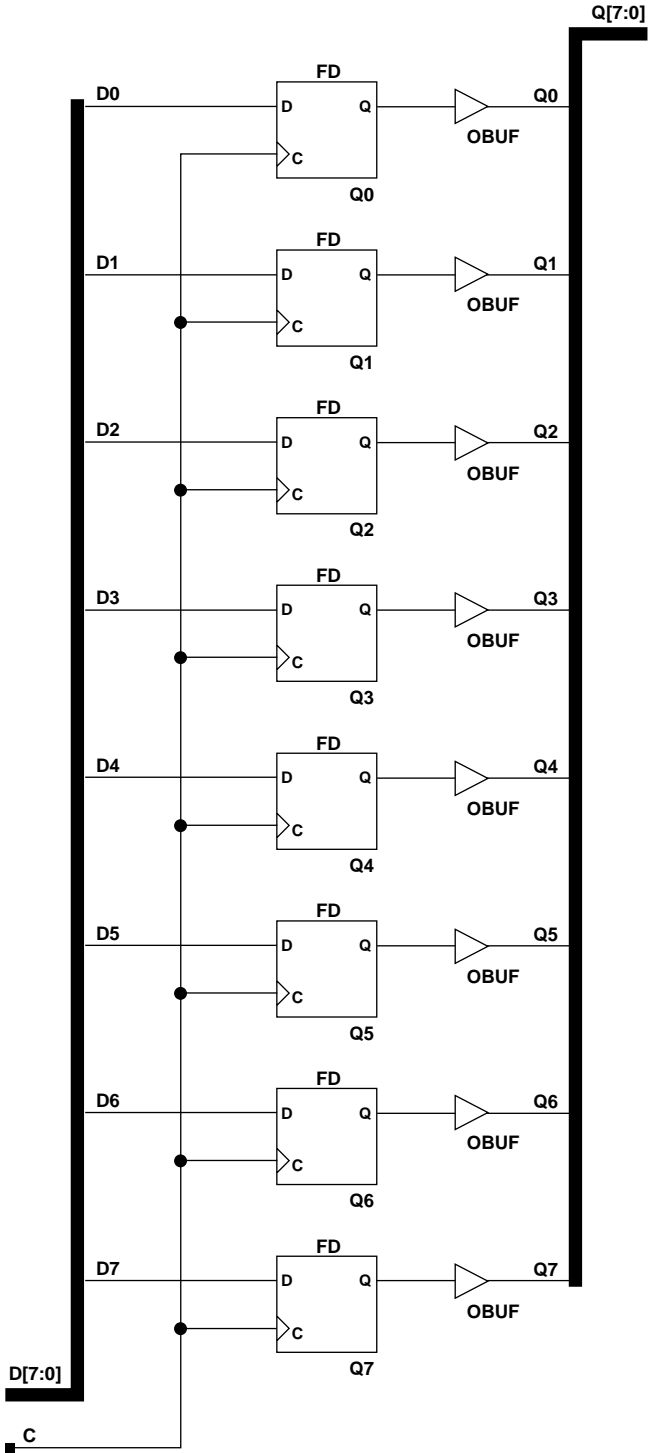 Q[7:0]
FD
D0 D Q Q0
OBUF
C
Q0
FD
D1 D Q Q1
OBUF
C
Q1
FD
D2 D Q Q2
OBUF
C
Q2
FD
D3 D Q Q3
OBUF
C
Q3
FD
D4 D Q Q4
OBUF
C
Q4
FD
D5 D Q Q5
OBUF
C
Q5
FD
D6 D Q Q6
OBUF
C
Q6
FD
D7 D Q Q7
OBUF
C
Q7
D[7:0]
C